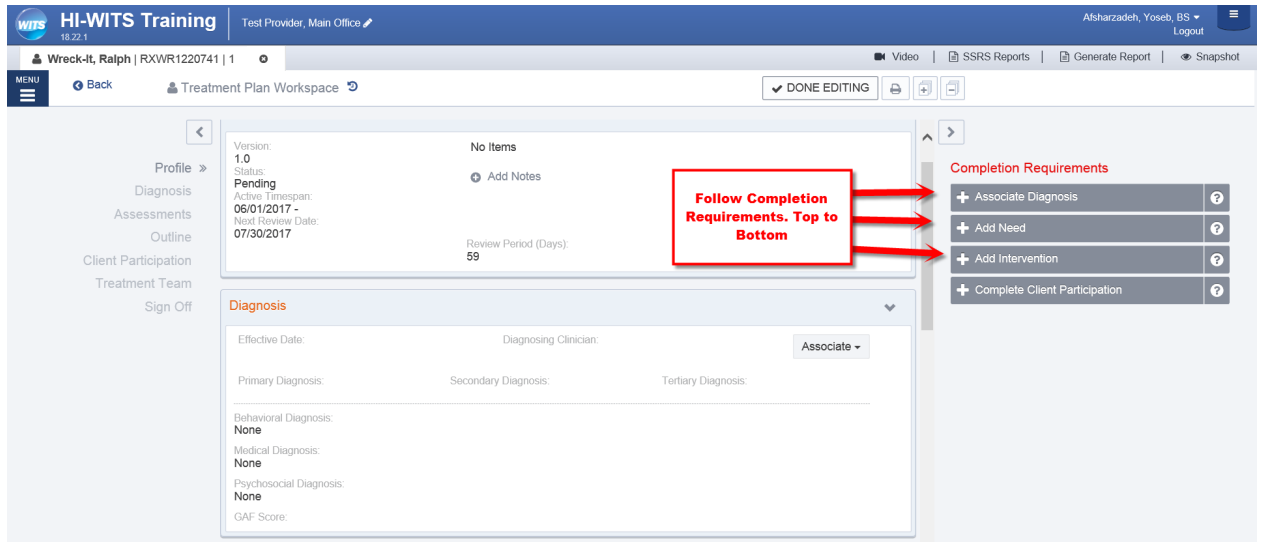 WITS HI-WITS Training Test Provider, Main Office Afsharzadeh, Yoseb, BS
18.22.1 Logout
Wreck-It, Ralph | RXWR1220741 | 1 Video | SSRS Reports | Generate Report | Snapshot
MENU Back Treatment Plan Workspace DONE EDITING
Profile »
Diagnosis
Assessments
Outline
Client Participation
Treatment Team
Sign Off
Version:
1.0
Status:
Pending
Active Timespan:
06/01/2017 -
Next Review Date:
07/30/2017
No Items
Add Notes
Review Period (Days):
59
Follow Completion
Requirements. Top to
Bottom
Completion Requirements
Associate Diagnosis ?
Add Need ?
Add Intervention ?
Complete Client Participation ?
Diagnosis
Effective Date: Diagnosing Clinician: Associate
Primary Diagnosis: Secondary Diagnosis: Tertiary Diagnosis:
Behavioral Diagnosis:
None
Medical Diagnosis:
None
Psychosocial Diagnosis:
None
GAF Score: